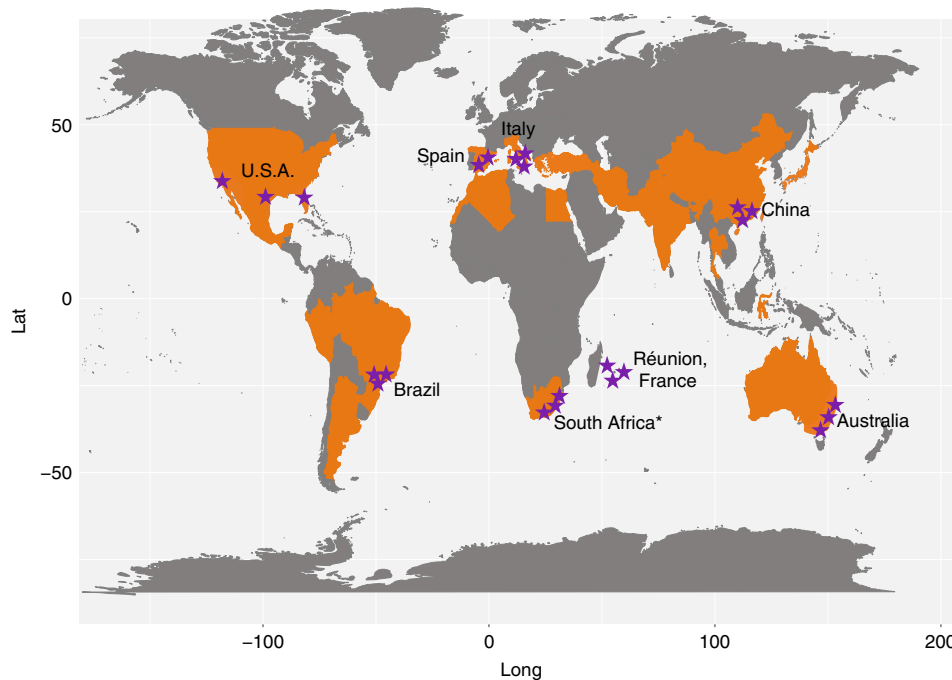 50
Italy
Spain
U.S.A.
China
0
Lat
Réunion,
France
Brazil
South Africa*
Australia
−50
−100
0
100
200
Long